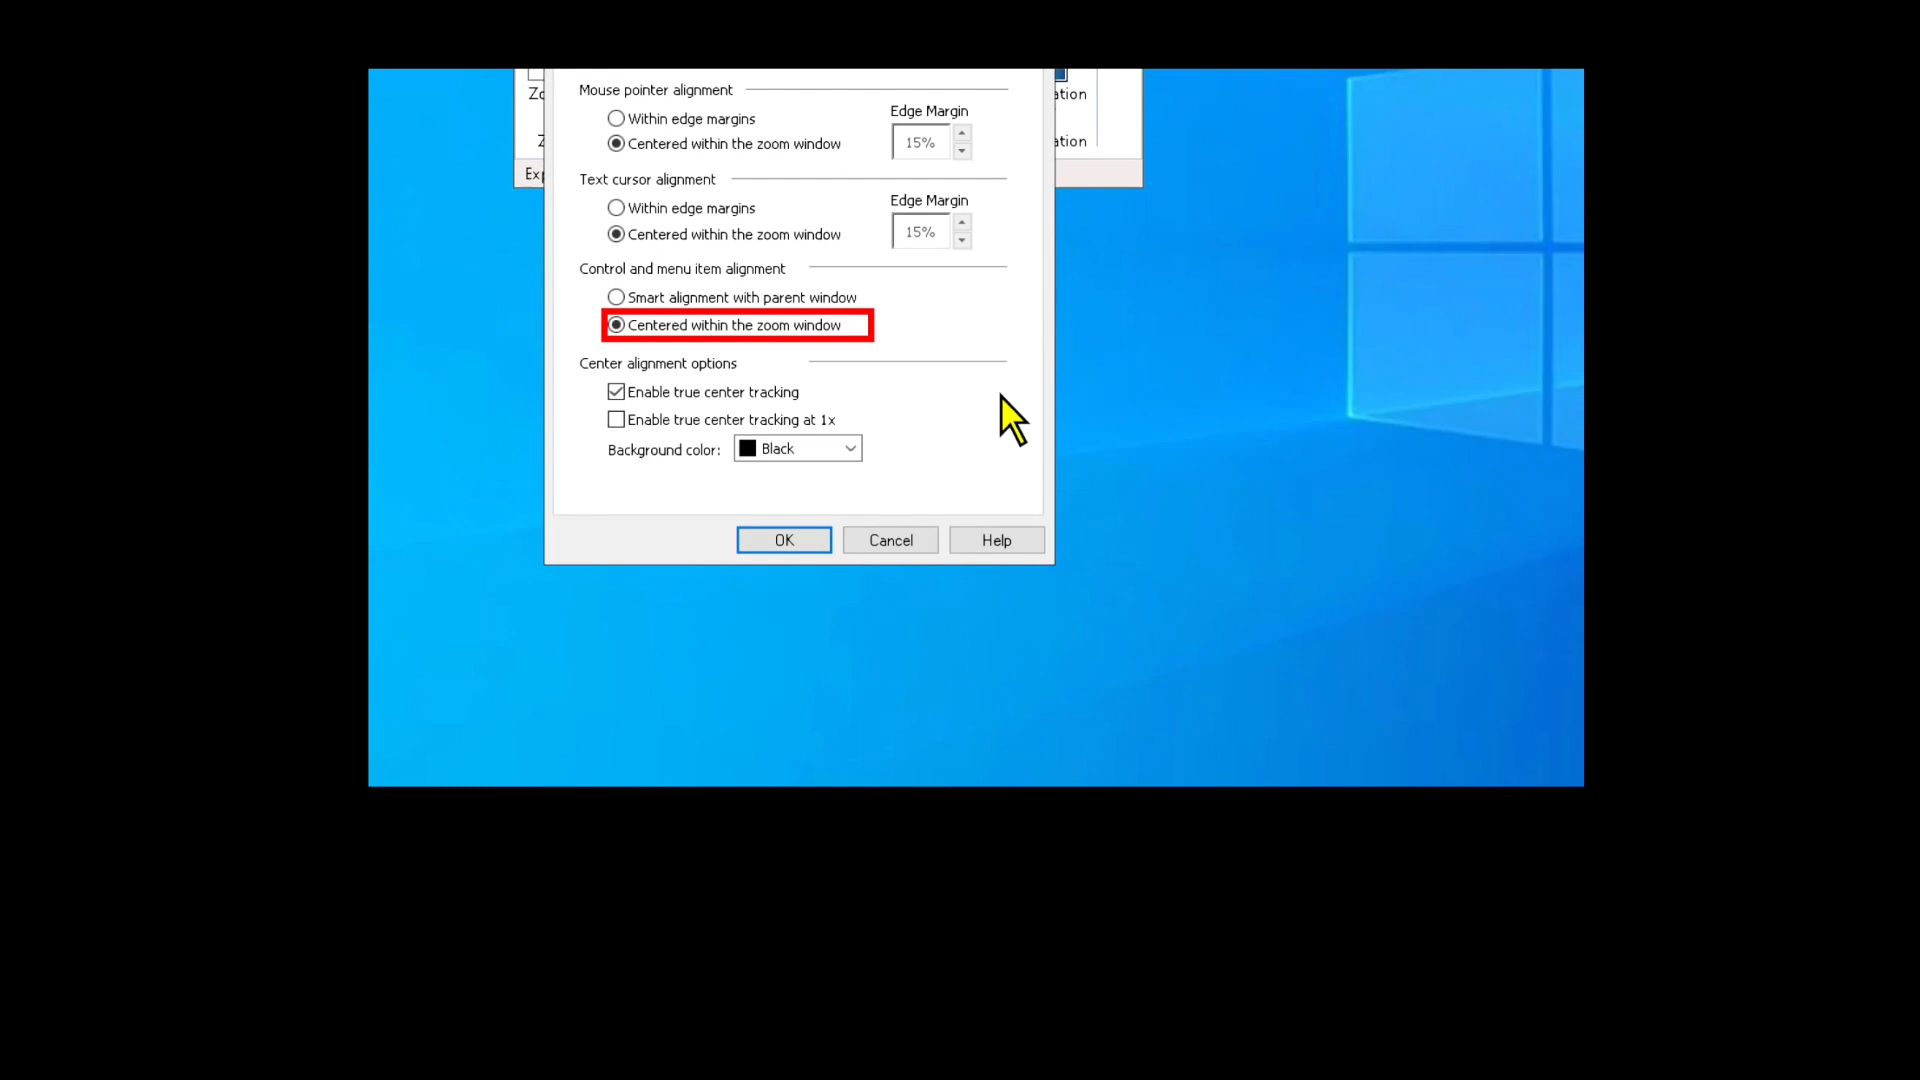 Mouse pointer alignment
Edge Margin
Within edge margins
15%
Centered within the zoom window
Text cursor alignment
Edge Margin
Within edge margins
15%
Centered within the zoom window
Control and menu item alignment
Smart alignment with parent window
Centered within the zoom window
Center alignment options
Enable true center tracking
Enable true center tracking at 1x
Background color:
Black
OK
Cancel
Help